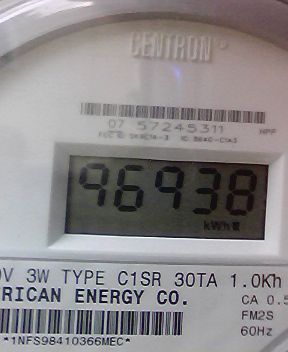 CENTRON
07 57245311
NPF
96938
kWh
V 3W TYPE C1SR 30TA 1.0Kh
RICAN ENERGY CO.
CA 0.5
FM2S
60Hz
*1NFS98410366MEC*